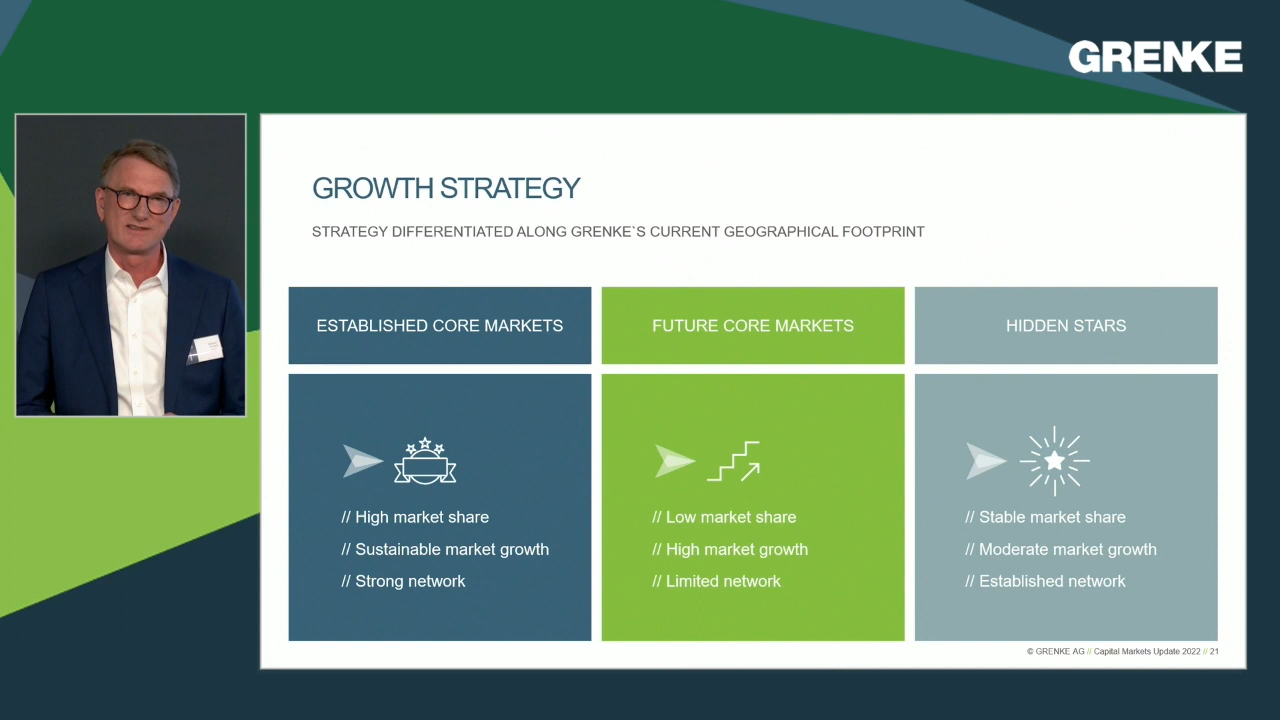 GRENKE
GROWTH STRATEGY
STRATEGY DIFFERENTIATED ALONG GRENKE`S CURRENT GEOGRAPHICAL FOOTPRINT
ESTABLISHED CORE MARKETS
// High market share
// Sustainable market growth
// Strong network
FUTURE CORE MARKETS
// Low market share
// High market growth
// Limited network
HIDDEN STARS
// Stable market share
// Moderate market growth
// Established network
© GRENKE AG // Capital Markets Update 2022 // 21